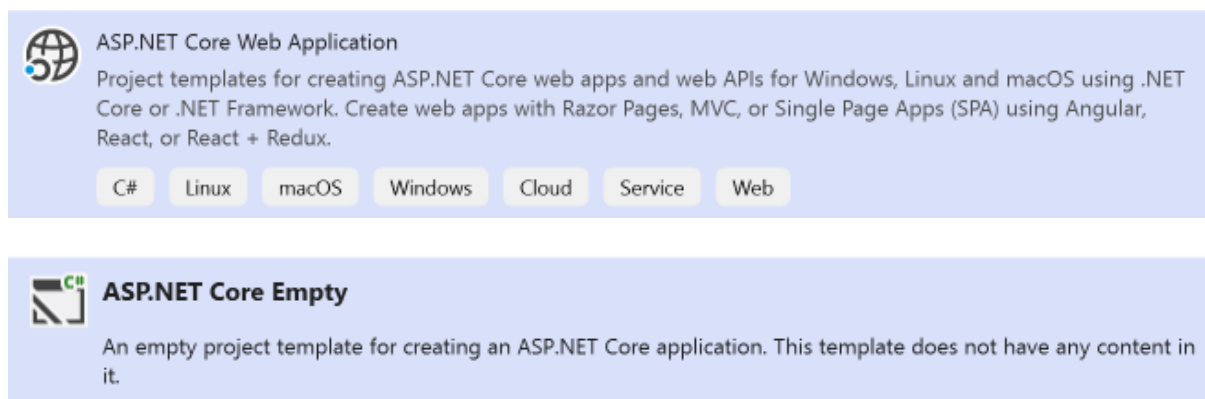 ASP.NET Core Web Application
Project templates for creating ASP.NET Core web apps and web APIs for Windows, Linux and macOS using .NET
Core or .NET Framework. Create web apps with Razor Pages, MVC, or Single Page Apps (SPA) using Angular,
React, or React + Redux.
C# Linux macOS Windows Cloud Service Web
C#
ASP.NET Core Empty
An empty project template for creating an ASP.NET Core application. This template does not have any content in
it.